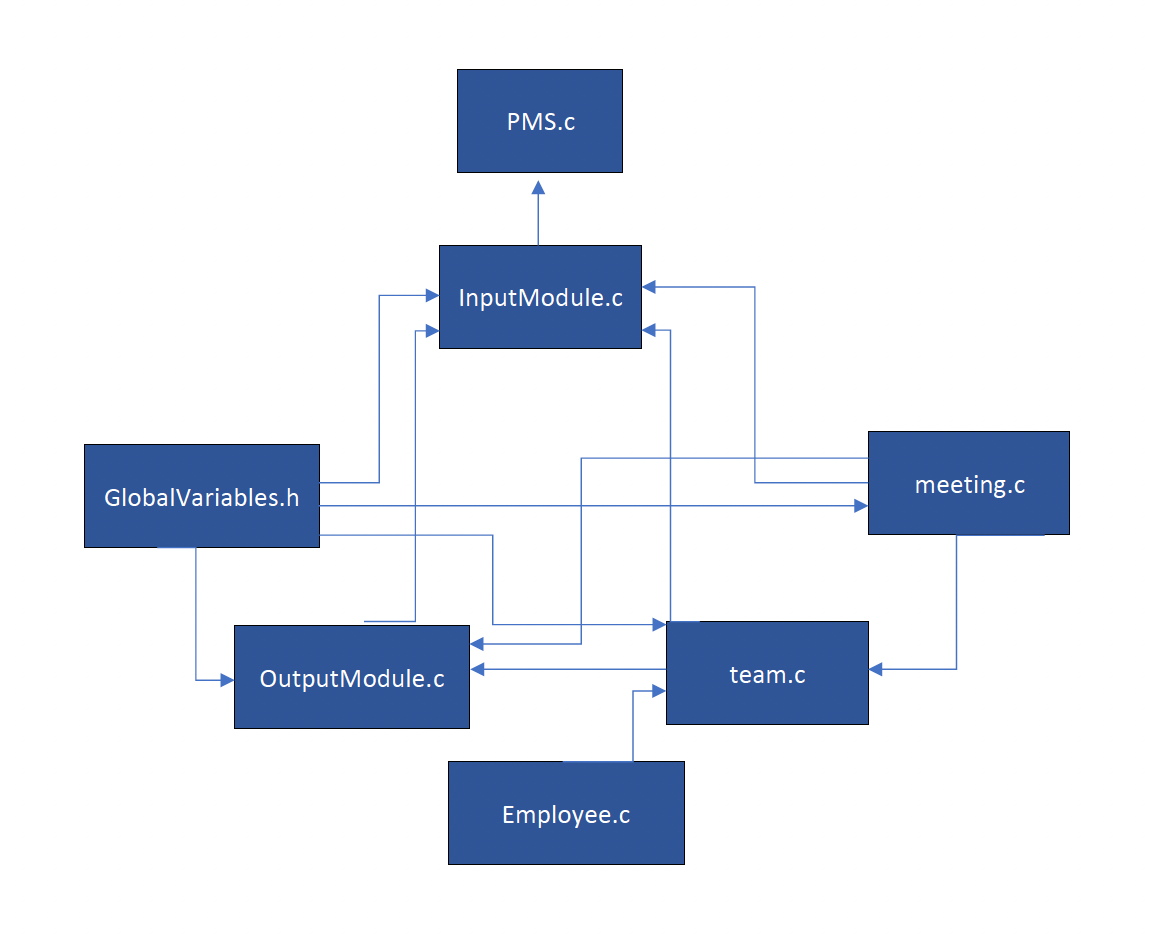 PMS.c
InputModule.c
GlobalVariables.h
meeting.c
OutputModule.c
team.c
Employee.c